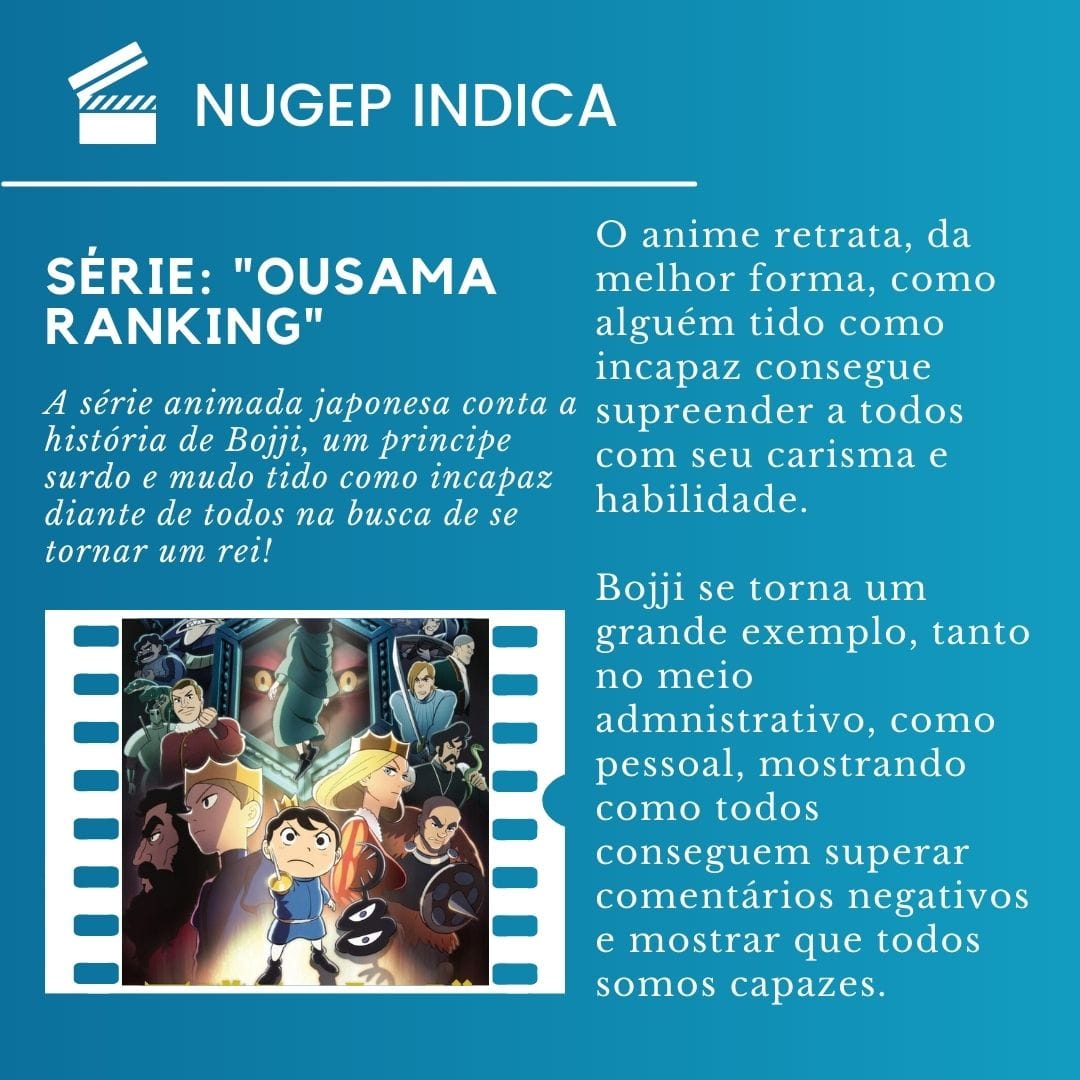 NUGEP INDICA
SÉRIE: "OUSAMA
RANKING"
A série animada japonesa conta a
história de Bojji, um principe
surdo e mudo tido como incapaz
diante de todos na busca de se
tornar um rei!
O anime retrata, da
melhor forma, como
alguém tido como
incapaz consegue
supreender a todos
com seu carisma e
habilidade.
Bojji se torna um
grande exemplo, tanto
no meio
admnistrativo, como
pessoal, mostrando
como todos
conseguem superar
comentários negativos
e mostrar que todos
somos capazes.